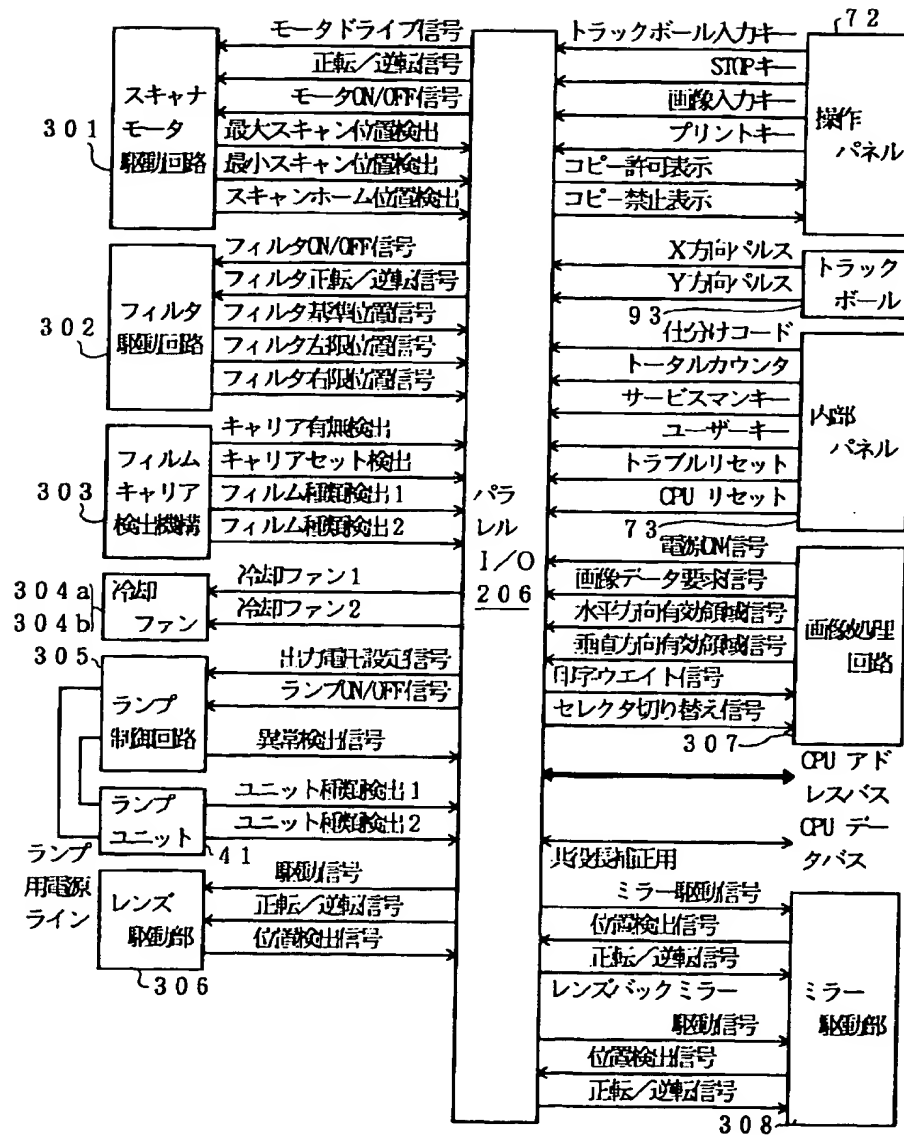 モータドライブ信号
正転／逆転信号
モータON/OFF信号
最大スキャン位置検出
最小スキャン位置検出
スキャンホーム位置検出
スキャナ
モータ
駆動回路
301
フィルタON/OFF信号
フィルタ正転／逆転信号
フィルタ基準位置信号
フィルタ左限位置信号
フィルタ右限位置信号
フィルタ
駆動回路
302
キャリア有無検出
キャリアセット検出
フィルム種類検出1
フィルム種類検出2
フィルム
キャリア
検出機構
303
冷却ファン1
冷却ファン2
冷却
ファン
304a
304b
305
出力電圧設定信号
ランプON/OFF信号
異常検出信号
ランプ
制御回路
ユニット種類検出1
ユニット種類検出2
ランプ
ユニット
41
ランプ
用電源
ライン
駆動信号
正転／逆転信号
位置検出信号
レンズ
駆動部
306
パラ
レル
I/O
206
72
トラックボール入力キー
STOPキー
画像入力キー
プリントキー
コピー許可表示
コピー禁止表示
操作
パネル
X方向パルス
Y方向パルス
トラック
ボール
93
仕分けコード
トータルカウンタ
サービスマンキー
ユーザーキー
トラブルリセット
CPU リセット
内部
パネル
73
電源ON信号
画像データ要求信号
水平方向有効領域信号
垂直方向有効領域信号
印字ウエイト信号
セレクタ切り替え信号
画像処理
回路
307
CPU アド
レスバス
CPU デー
タバス
共役長補正用
ミラー駆動信号
位置検出信号
正転／逆転信号
レンズバックミラー
駆動信号
位置検出信号
正転／逆転信号
ミラー
駆動部
308